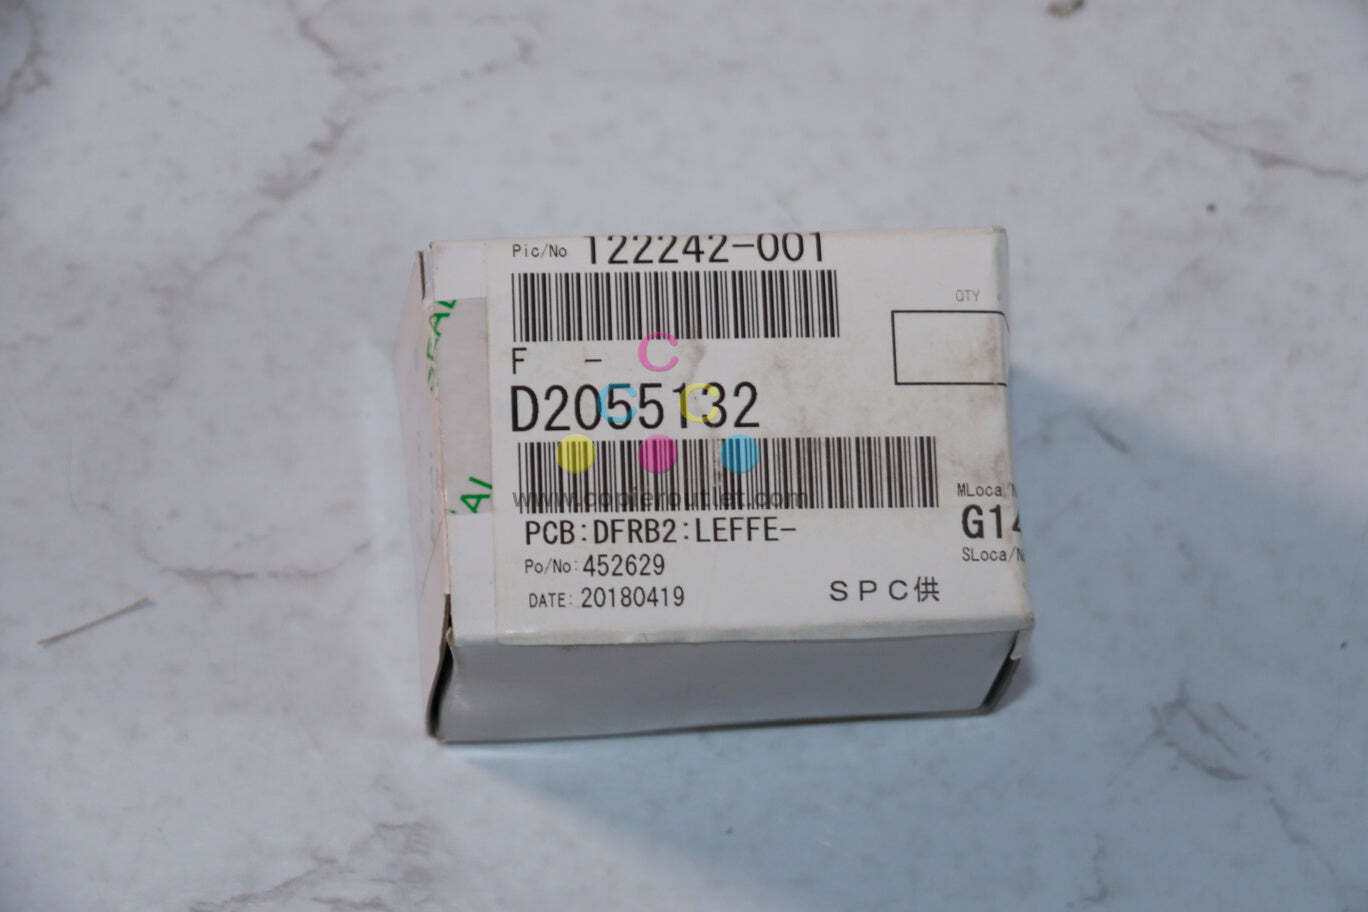 Pic/No 122242-001
QTY
F -
C
D2055132
C C
www.copieroutlet.com
PCB:DFRB2:LEFFE-
MLoca
G14
SLoca/N
Po/No: 452629
DATE: 20180419
SPC供
SEAL